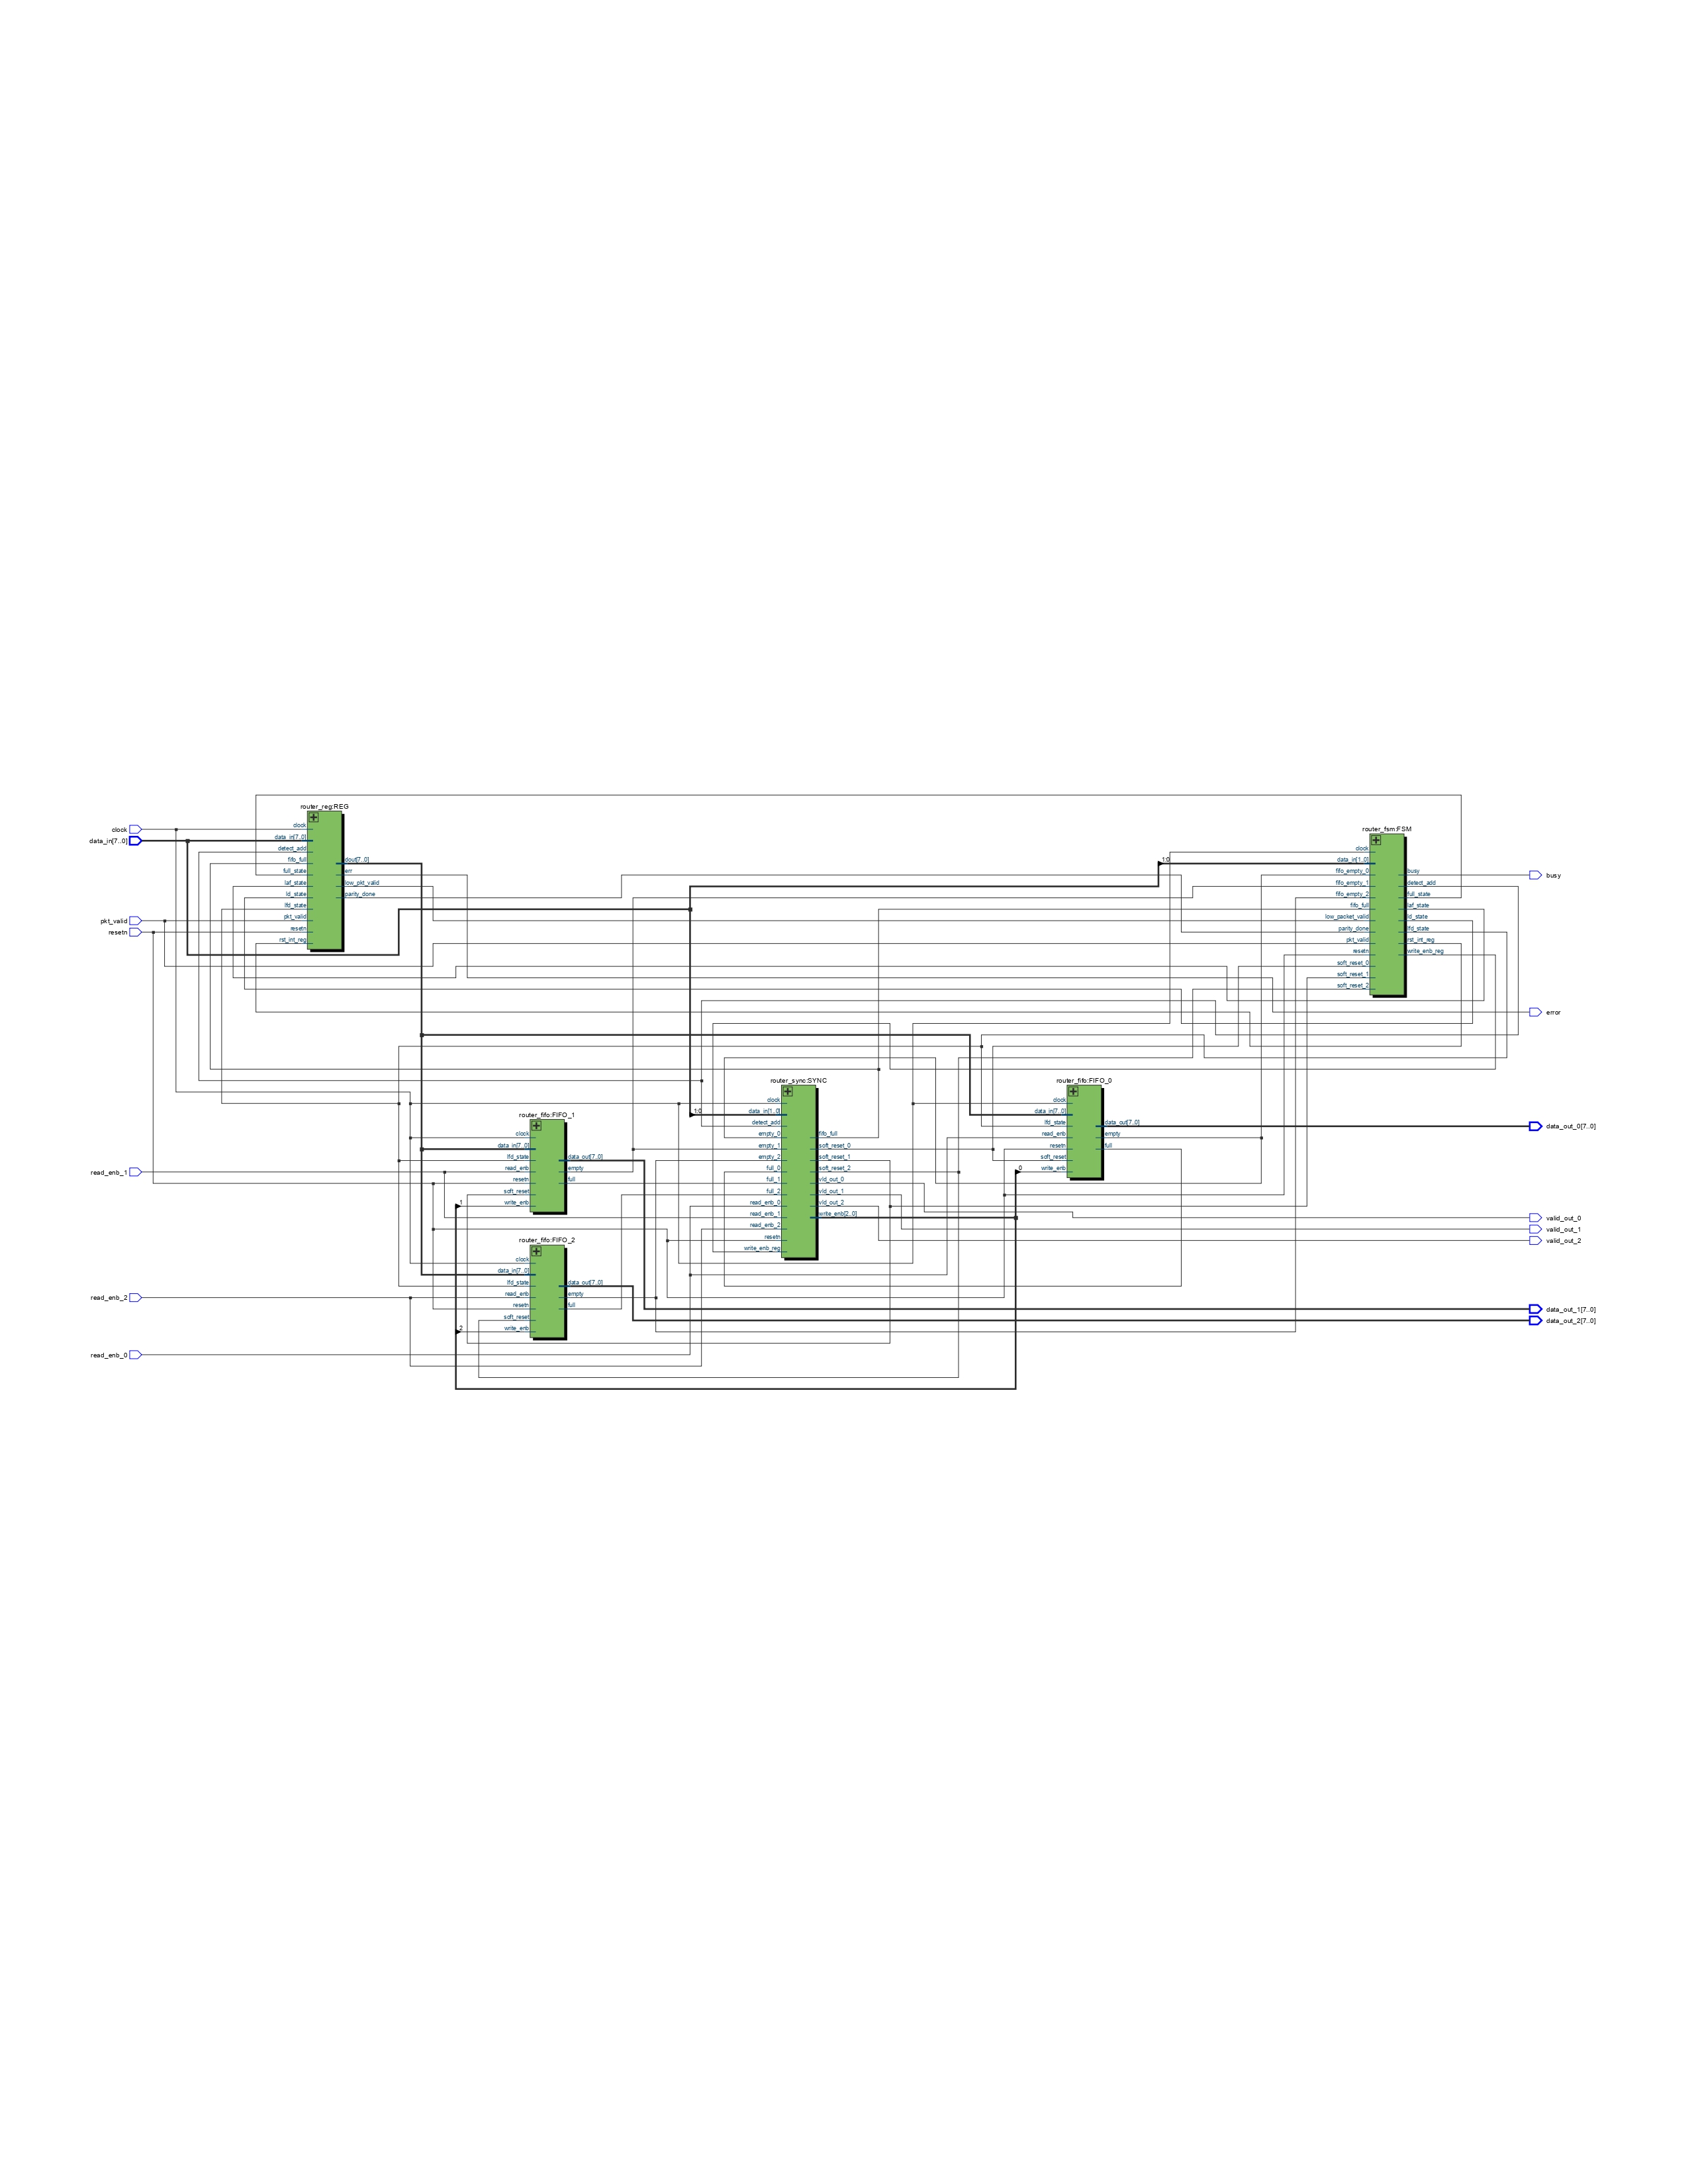 router_reg:REG
clock
data_in[7..0]
detect_add
fifo_full
full_state
laf_state
ld_state
lfd_state
pkt_valid
resetn
rst_int_reg
dout[7..0]
err
low_pkt_valid
parity_done
clock
data_in[7..0]
pkt_valid
resetn
read_enb_1
read_enb_2
read_enb_0
router_fsm:FSM
clock
1:0
data_in[1..0]
fifo_empty_0
fifo_empty_1
fifo_empty_2
fifo_full
low_packet_valid
parity_done
pkt_valid
resetn
soft_reset_0
soft_reset_1
soft_reset_2
busy
detect_add
full_state
laf_state
ld_state
lfd_state
rst_int_reg
write_enb_reg
busy
error
router_sync:SYNC
clock
1:0
data_in[1..0]
detect_add
empty_0
empty_1
empty_2
full_0
full_1
full_2
read_enb_0
read_enb_1
read_enb_2
resetn
write_enb_reg
fifo_full
soft_reset_0
soft_reset_1
soft_reset_2
vld_out_0
vld_out_1
vld_out_2
write_enb[2..0]
router_fifo:FIFO_0
clock
data_in[7..0]
lfd_state
read_enb
resetn
soft_reset
0
write_enb
data_out[7..0]
empty
full
router_fifo:FIFO_1
clock
data_in[7..0]
lfd_state
read_enb
resetn
soft_reset
1
write_enb
data_out[7..0]
empty
full
router_fifo:FIFO_2
clock
data_in[7..0]
lfd_state
read_enb
resetn
soft_reset
2
write_enb
data_out[7..0]
empty
full
data_out_0[7..0]
valid_out_0
valid_out_1
valid_out_2
data_out_1[7..0]
data_out_2[7..0]